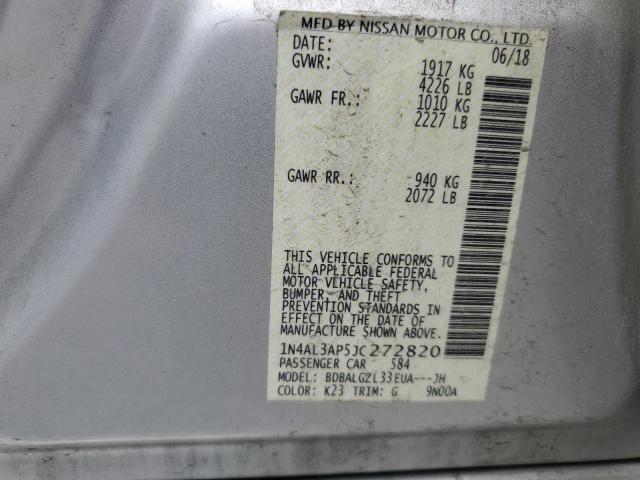 MFD BY NISSAN MOTOR CO., LTD.
DATE: 06/18
GVWR: 1917 KG
4226 LB
GAWR FR.: 1010 KG
2227 LB
GAWR RR.: 940 KG
2072 LB
THIS VEHICLE CONFORMS TO
ALL APPLICABLE FEDERAL
MOTOR VEHICLE SAFETY,
BUMPER, AND THEFT
PREVENTION STANDARDS IN
EFFECT ON THE DATE OF
MANUFACTURE SHOWN ABOVE.
1N4AL3AP5JC272820
PASSENGER CAR 584
MODEL: BDBALGZL33EUA---JH
COLOR: K23 TRIM: G 9N00A